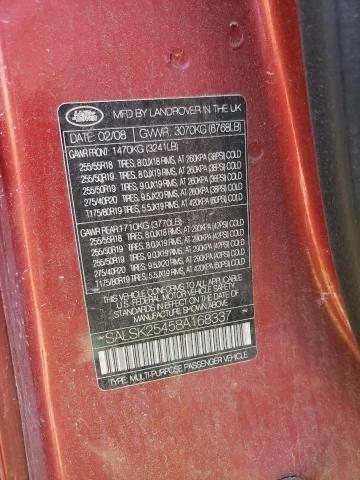 LAND ROVER
MFD BY LANDROVER IN THE UK
DATE: 02/08 GVWR: 3070KG (6768LB)
GAWR FRONT: 1470KG (3241LB)
255/55R18 TIRES, 8.0JX18 RIMS, AT 260KPA (38PSI) COLD
255/50R19 TIRES, 8.0JX19 RIMS, AT 260KPA (38PSI) COLD
255/50R19 TIRES, 9.0JX19 RIMS, AT 260KPA (38PSI) COLD
275/40R20 TIRES, 9.5JX20 RIMS, AT 260KPA (38PSI) COLD
T175/80R19 TIRES, 5.5JX19 RIMS, AT 420KPA (60PSI) COLD
GAWR REAR: 1710KG (3770LB)
255/55R18 TIRES, 8.0JX18 RIMS, AT 290KPA (42PSI) COLD
255/50R19 TIRES, 8.0JX19 RIMS, AT 290KPA (42PSI) COLD
255/50R19 TIRES, 9.0JX19 RIMS, AT 290KPA (42PSI) COLD
275/40R20 TIRES, 9.5JX20 RIMS, AT 290KPA (42PSI) COLD
T175/80R19 TIRES, 5.5JX19 RIMS, AT 420KPA (60PSI) COLD
THIS VEHICLE CONFORMS TO ALL APPLICABLE
U.S. FEDERAL MOTOR VEHICLE SAFETY
AND THEFT PREVENTION STANDARDS IN
EFFECT ON THE DATE OF MANUFACTURE
SHOWN ABOVE.
*SALSK25458A168337*
TYPE: MULTI-PURPOSE PASSENGER VEHICLE